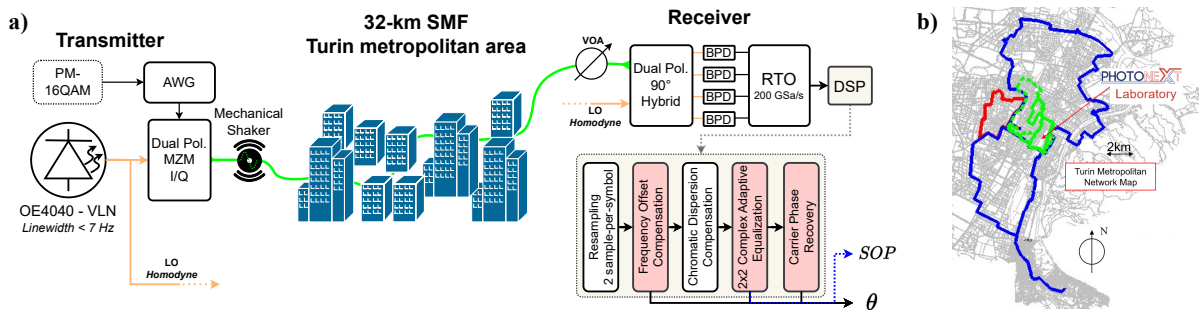 a)
Transmitter
PM-
16QAM
AWG
Dual Pol.
MZM
I/Q
Mechanical
Shaker
OE4040 - VLN
Linewidth < 7 Hz
LO
Homodyne
32-km SMF
Turin metropolitan area
Receiver
VOA
LO
Homodyne
Dual Pol.
90°
Hybrid
BPD
BPD
BPD
BPD
RTO
200 GSa/s
DSP
Resampling
2 sample-per-symbol
Frequency Offset
Compensation
Chromatic Dispersion
Compensation
2x2 Complex Adaptive
Equalization
Carrier Phase
Recovery
SOP
θ
b)
PHOTONEXT
Laboratory
2km
Turin Metropolitan
Network Map
N